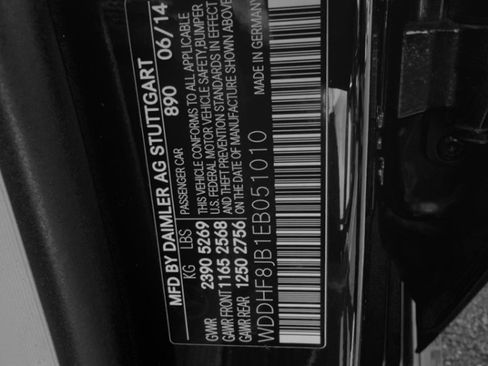 MFD BY DAIMLER AG STUTTGART
890 06/14
KG LBS PASSENGER CAR
GVWR 2390 5269 THIS VEHICLE CONFORMS TO ALL APPLICABLE
GAWR FRONT 1165 2568 U.S. FEDERAL MOTOR VEHICLE SAFETY, BUMPER
GAWR REAR 1250 2756 AND THEFT PREVENTION STANDARDS IN EFFECT
ON THE DATE OF MANUFACTURE SHOWN ABOVE
WDDHF8JB1EB051010 MADE IN GERMANY